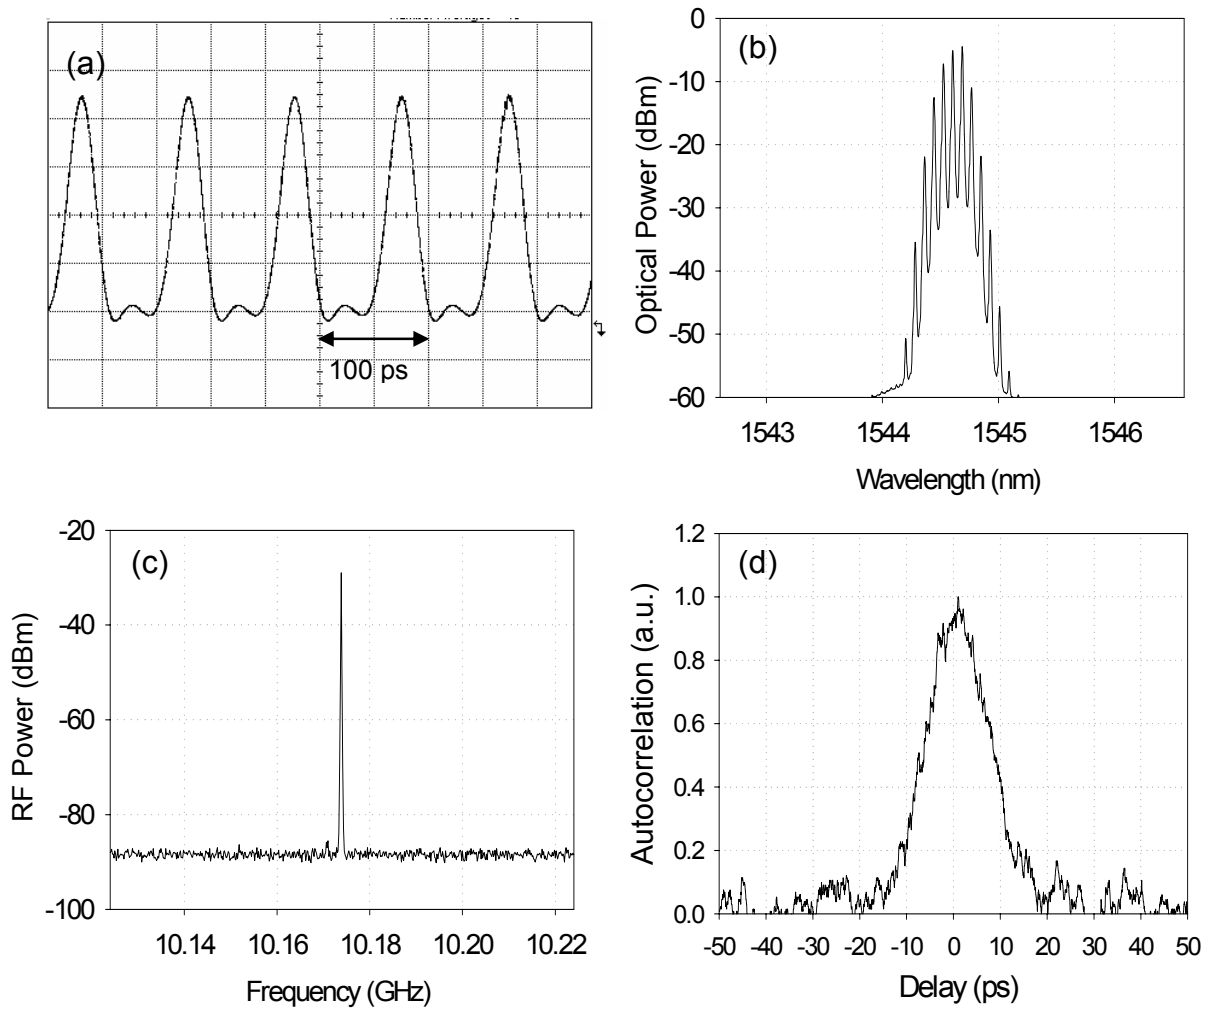 (a)
100 ps
(b)
0
-10
-20
-30
-40
-50
-60
Optical Power (dBm)
1543 1544 1545 1546
Wavelength (nm)
(c)
-20
-40
-60
-80
-100
RF Power (dBm)
10.14 10.16 10.18 10.20 10.22
Frequency (GHz)
(d)
1.2
1.0
0.8
0.6
0.4
0.2
0.0
Autocorrelation (a.u.)
-50 -40 -30 -20 -10 0 10 20 30 40 50
Delay (ps)